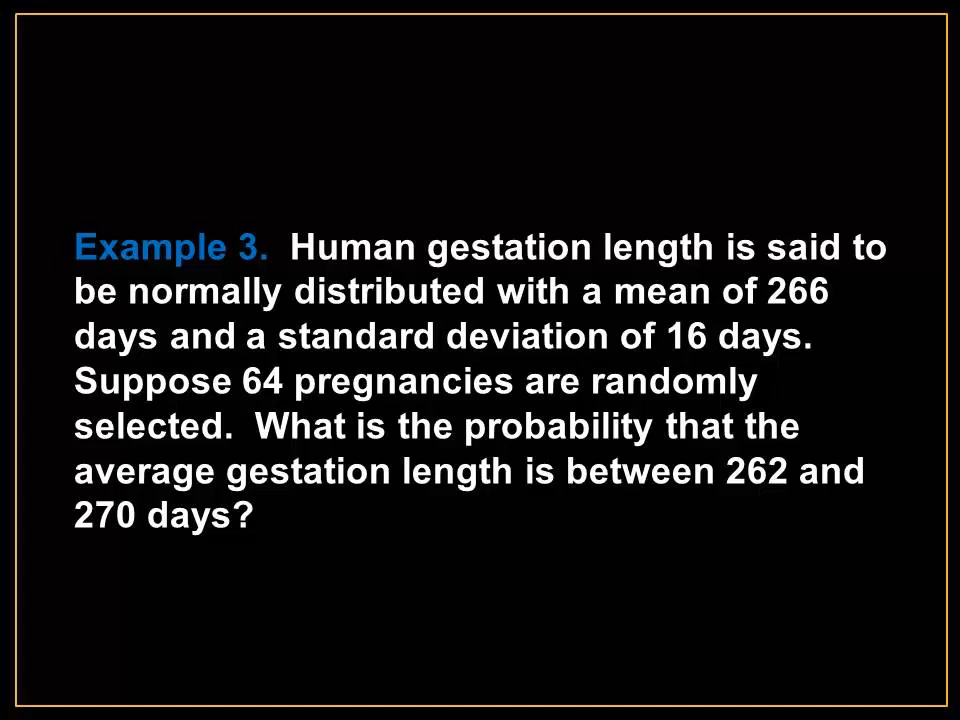 Example 3.  Human gestation length is said to
be normally distributed with a mean of 266
days and a standard deviation of 16 days.
Suppose 64 pregnancies are randomly
selected.  What is the probability that the
average gestation length is between 262 and
270 days?